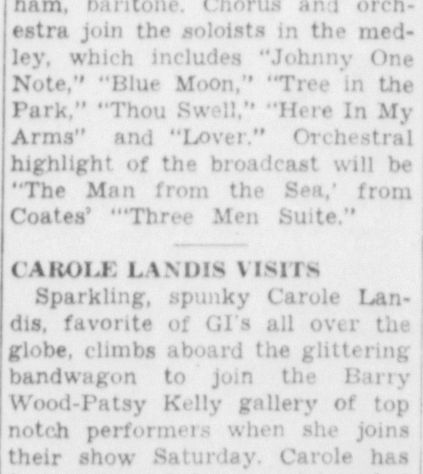 ham, baritone. Chorus and orch-
estra join the soloists in the med-
ley, which includes "Johnny One
Note," "Blue Moon," "Tree in the
Park," "Thou Swell," "Here In My
Arms" and "Lover." Orchestral
highlight of the broadcast will be
"The Man from the Sea,' from
Coates' "'Three Men Suite."
CAROLE LANDIS VISITS
Sparkling, spunky Carole Lan-
dis, favorite of GI's all over the
globe, climbs aboard the glittering
bandwagon to join the Barry
Wood-Patsy Kelly gallery of top
notch performers when she joins
their show Saturday. Carole has